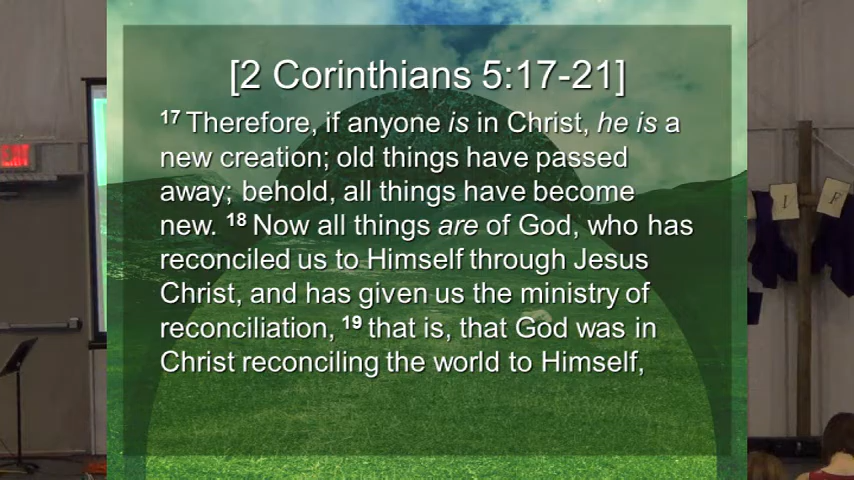 [2 Corinthians 5:17-21]
17 Therefore, if anyone is in Christ, he is a
new creation; old things have passed
away; behold, all things have become
new. 18 Now all things are of God, who has
reconciled us to Himself through Jesus
Christ, and has given us the ministry of
reconciliation, 19 that is, that God was in
Christ reconciling the world to Himself,
EXIT
I F